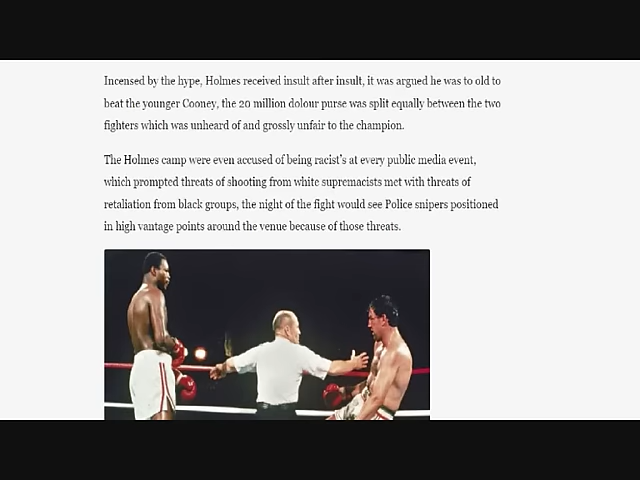 Incensed by the hype, Holmes received insult after insult, it was argued he was to old to
beat the younger Cooney, the 20 million dolour purse was split equally between the two
fighters which was unheard of and grossly unfair to the champion.
The Holmes camp were even accused of being racist's at every public media event,
which prompted threats of shooting from white supremacists met with threats of
retaliation from black groups, the night of the fight would see Police snipers positioned
in high vantage points around the venue because of those threats.